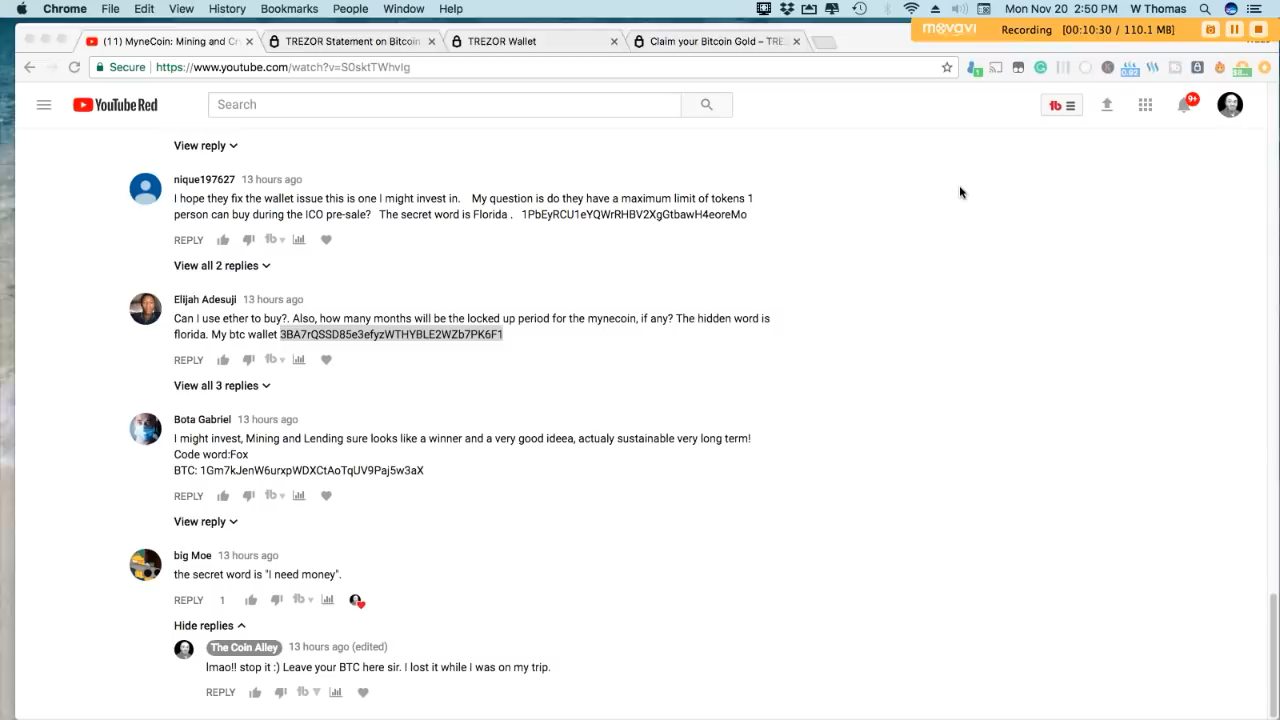 Chrome File Edit View History Bookmarks People Window Help Mon Nov 20 2:50 PM W Thomas
movavi Recording [00:10:30 / 110.1 MB]
(11) MyneCoin: Mining and Cr TREZOR Statement on Bitcoin TREZOR Wallet Claim your Bitcoin Gold – TRE
Secure https://www.youtube.com/watch?v=S0sktTWhvIg
YouTube Red Search 9+
View reply
nique197627 13 hours ago
I hope they fix the wallet issue this is one I might invest in. My question is do they have a maximum limit of tokens 1
person can buy during the ICO pre-sale? The secret word is Florida . 1PbEyRCU1eYQWrRHBV2XgGtbawH4eoreMo
REPLY
View all 2 replies
Elijah Adesuji 13 hours ago
Can I use ether to buy?. Also, how many months will be the locked up period for the mynecoin, if any? The hidden word is
florida. My btc wallet 3BA7rQSSD85e3efyzWTHYBLE2WZb7PK6F1
REPLY
View all 3 replies
Bota Gabriel 13 hours ago
I might invest, Mining and Lending sure looks like a winner and a very good ideea, actualy sustainable very long term!
Code word:Fox
BTC: 1Gm7kJenW6urxpWDXCtAoTqUV9Paj5w3aX
REPLY
View reply
big Moe 13 hours ago
the secret word is "I need money".
REPLY 1
Hide replies
The Coin Alley 13 hours ago (edited)
lmao!! stop it :) Leave your BTC here sir. I lost it while I was on my trip.
REPLY